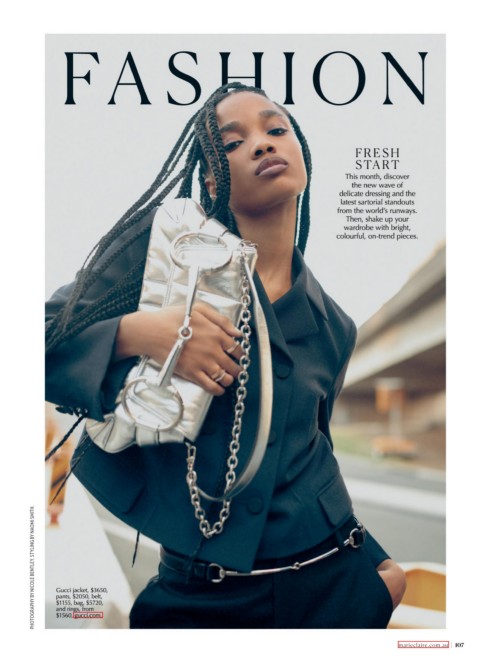 FASHION
FRESH
START
This month, discover
the new wave of
delicate dressing and the
latest sartorial standouts
from the world's runways.
Then, shake up your
wardrobe with bright,
colourful, on-trend pieces.
PHOTOGRAPHY BY NICOLE BENTLEY. STYLING BY NAOMI SMITH.
Gucci jacket, $3650,
pants, $2050, belt,
$1155, bag, $5720,
and rings, from
$1560, gucci.com.
marieclaire.com.au | 107